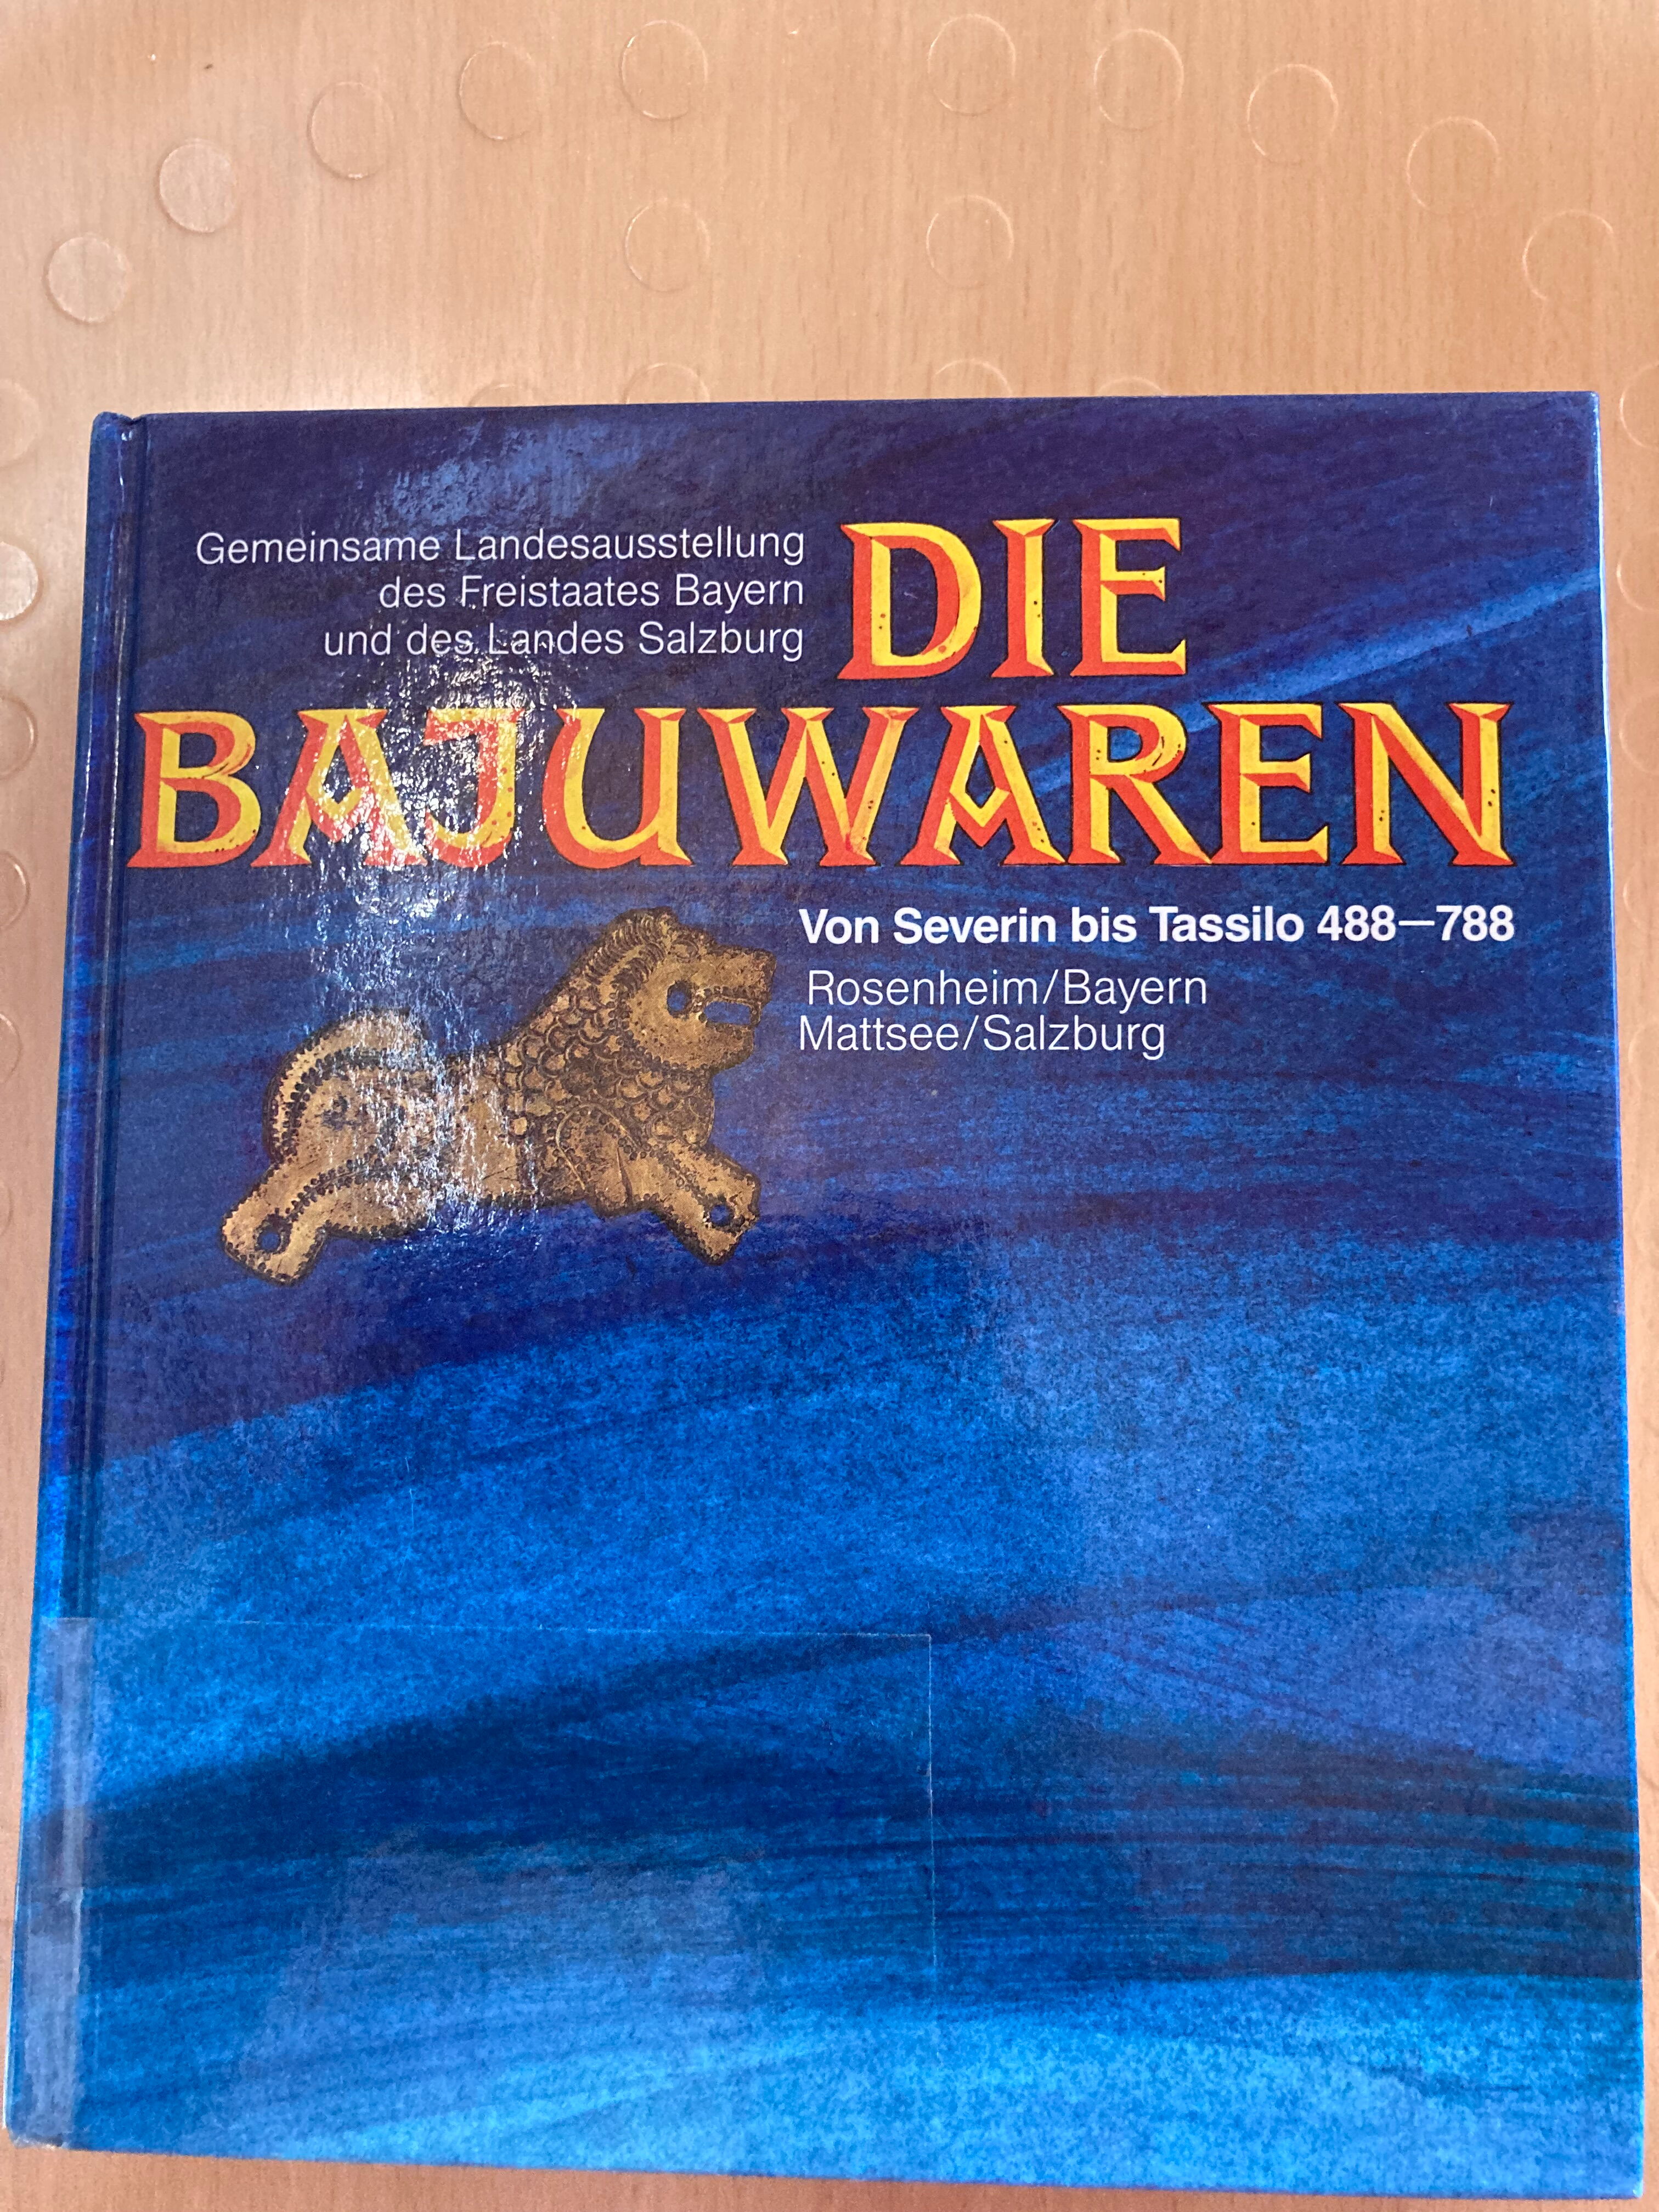 Gemeinsame Landesausstellung
des Freistaates Bayern
und des Landes Salzburg
DIE
BAJUWAREN
Von Severin bis Tassilo 488—788
Rosenheim/Bayern
Mattsee/Salzburg